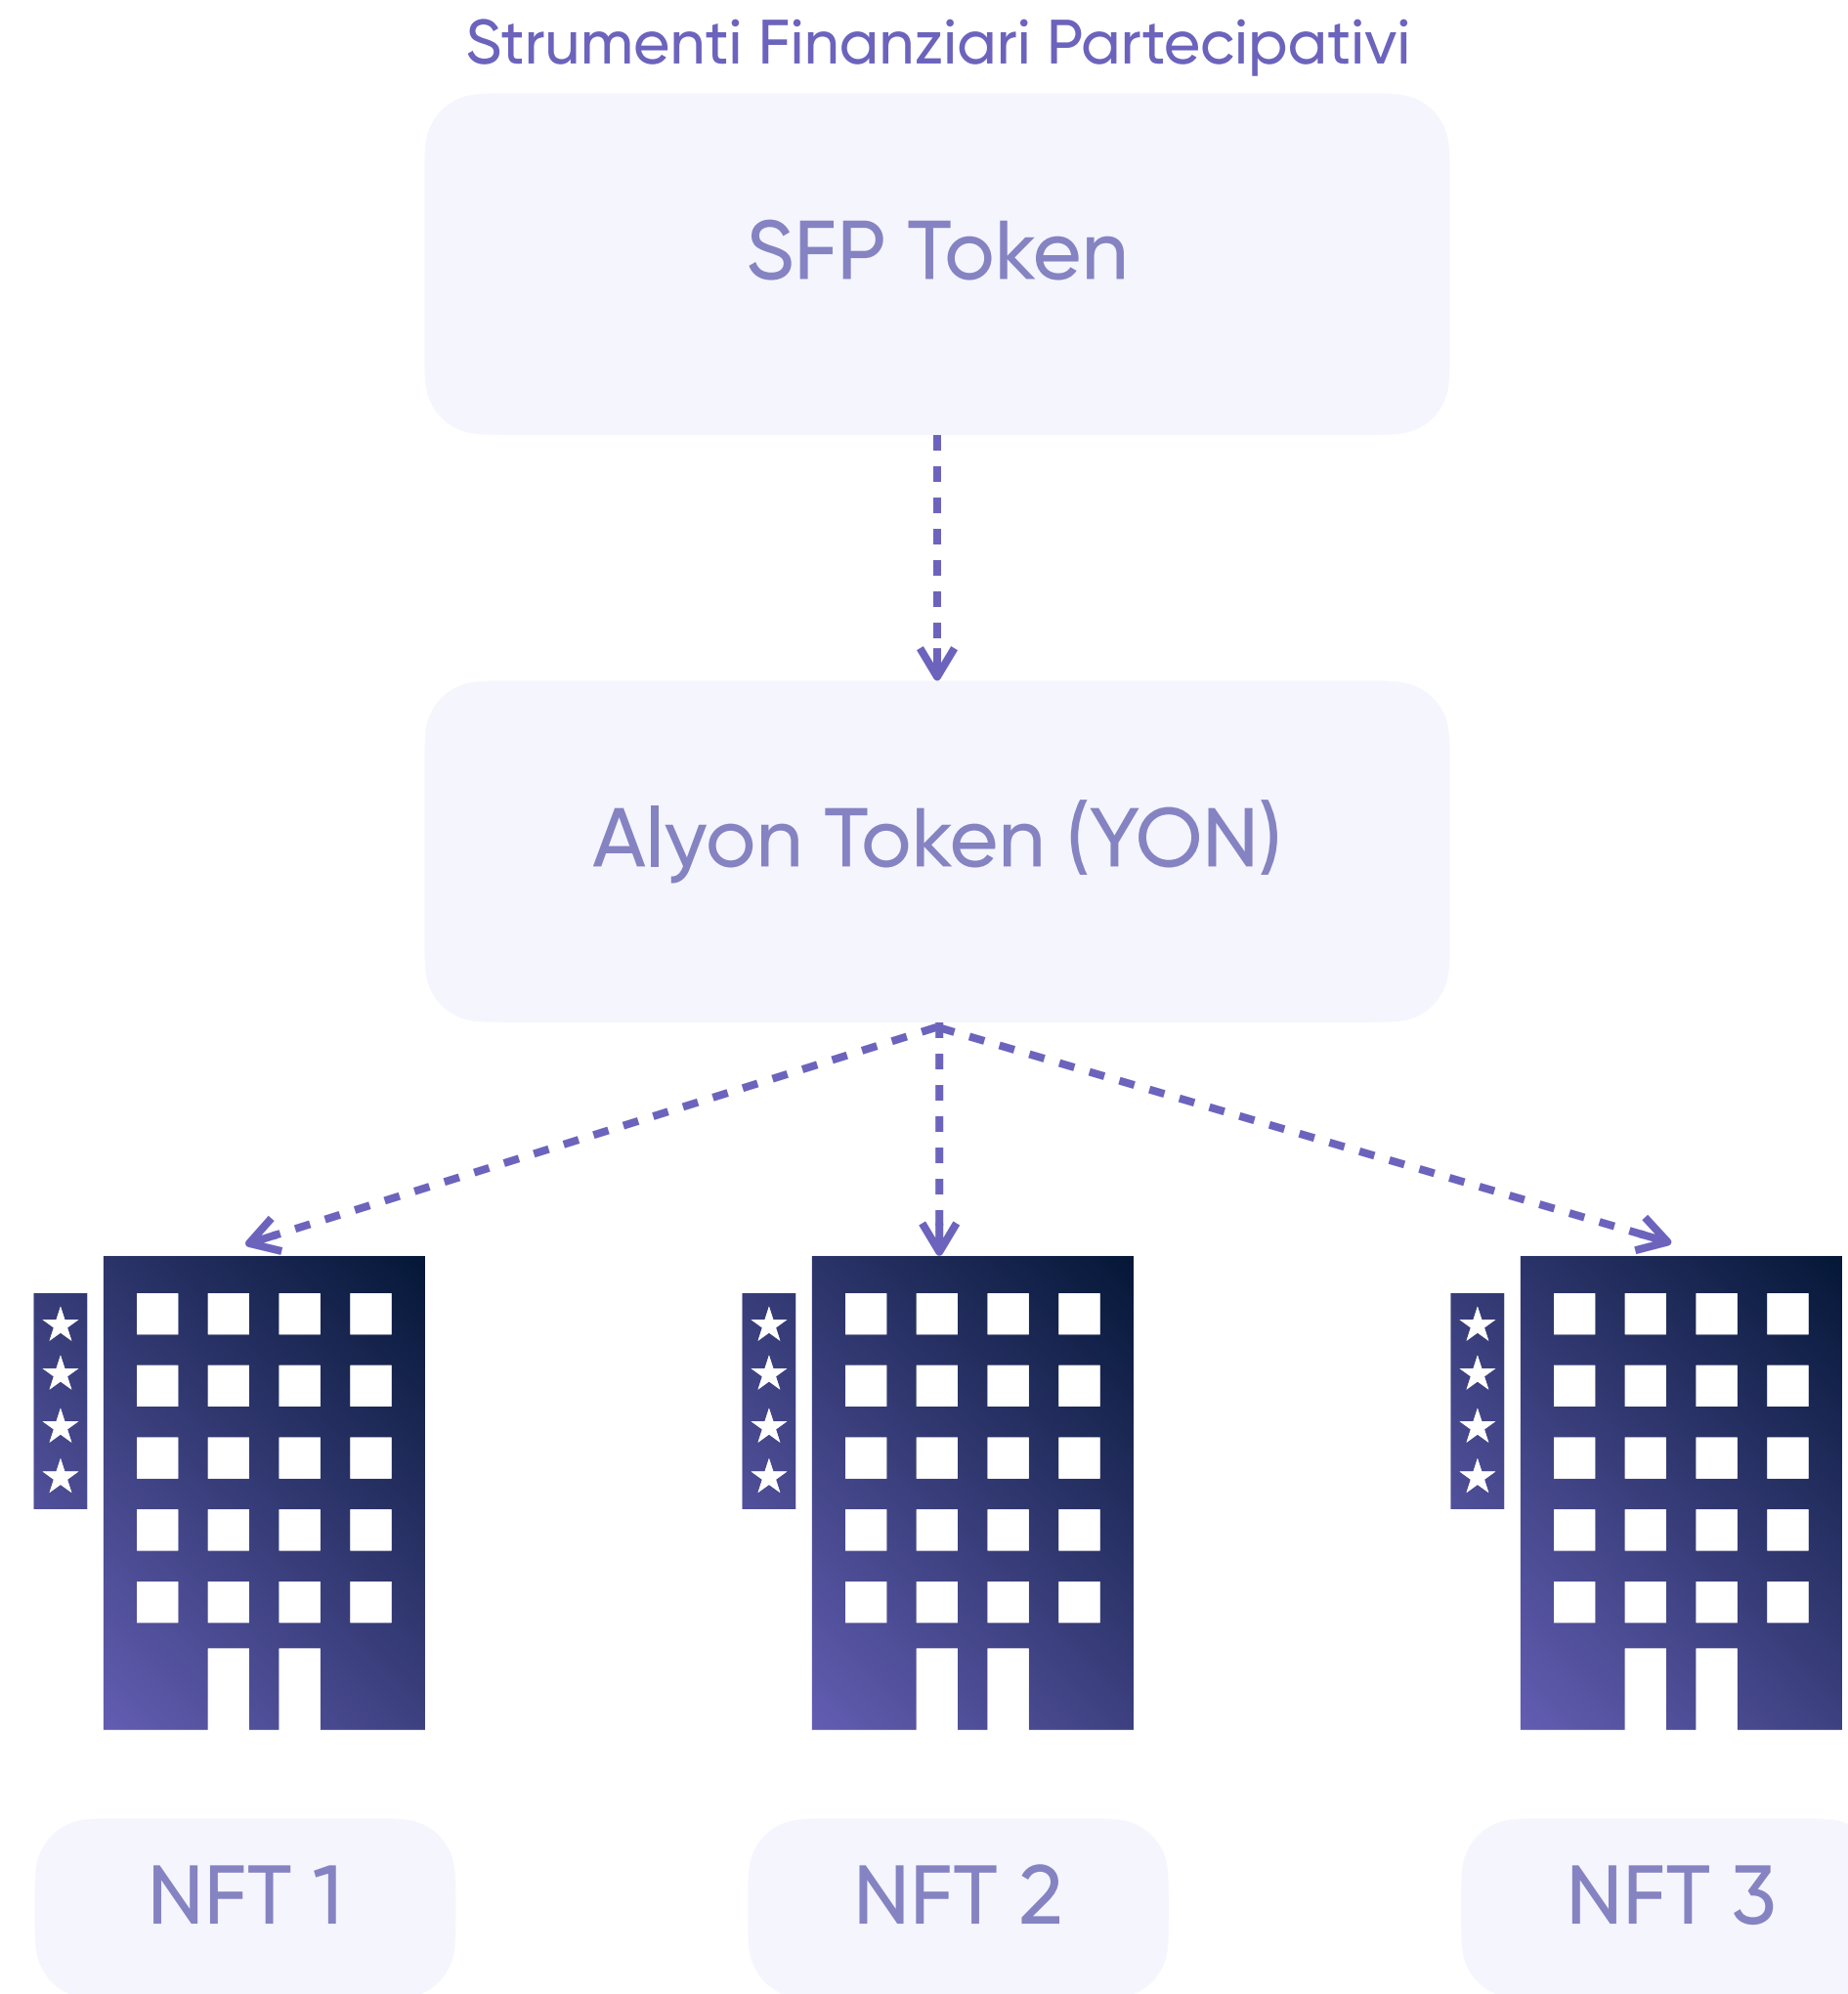 Strumenti Finanziari Partecipativi
SFP Token
Alyon Token (YON)
NFT 1
NFT 2
NFT 3